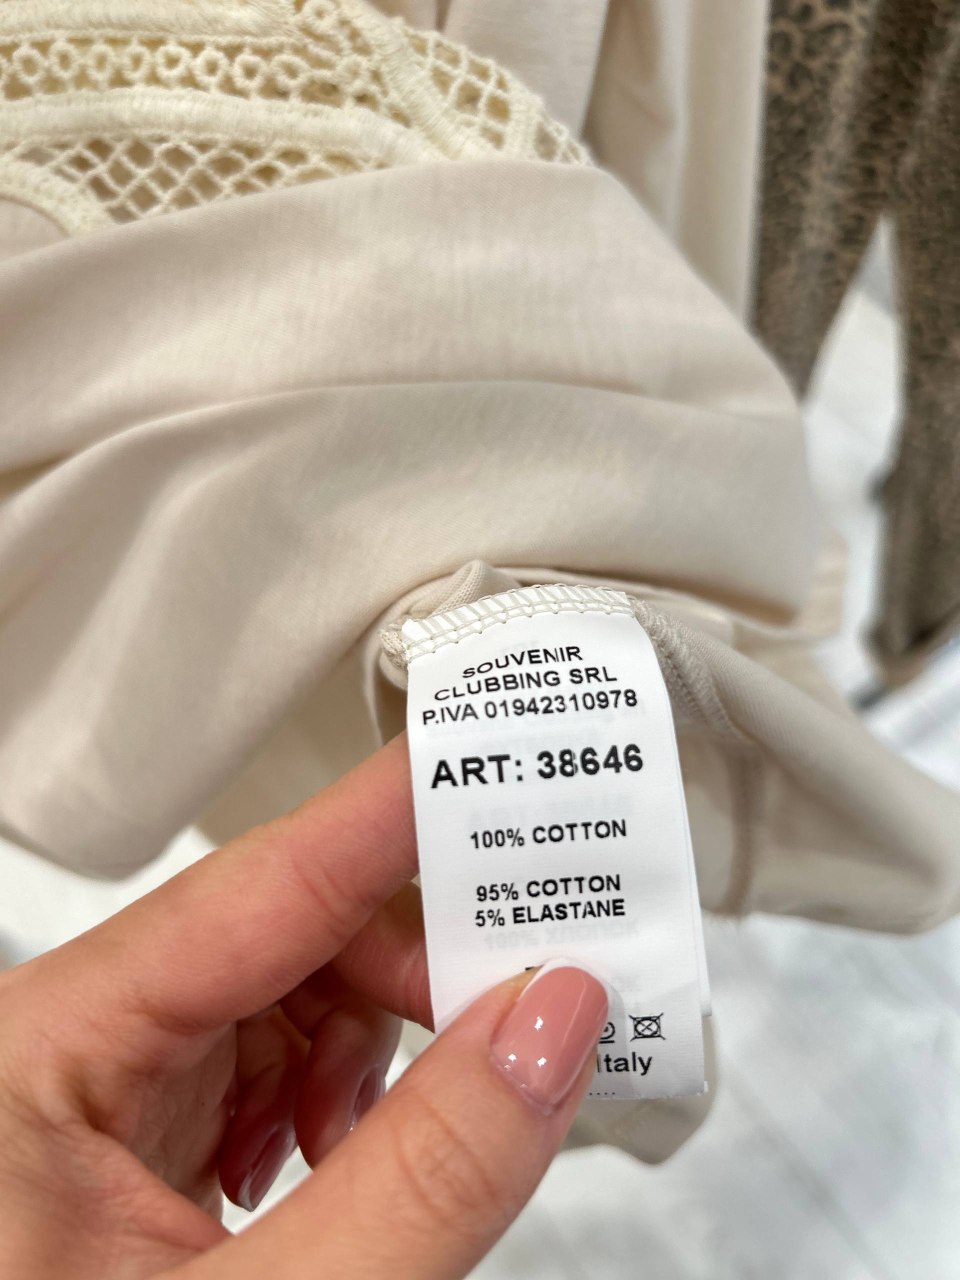 SOUVENIR
CLUBBING SRL
P.IVA 01942310978
ART: 38646
100% COTTON
95% COTTON
5% ELASTANE
Italy